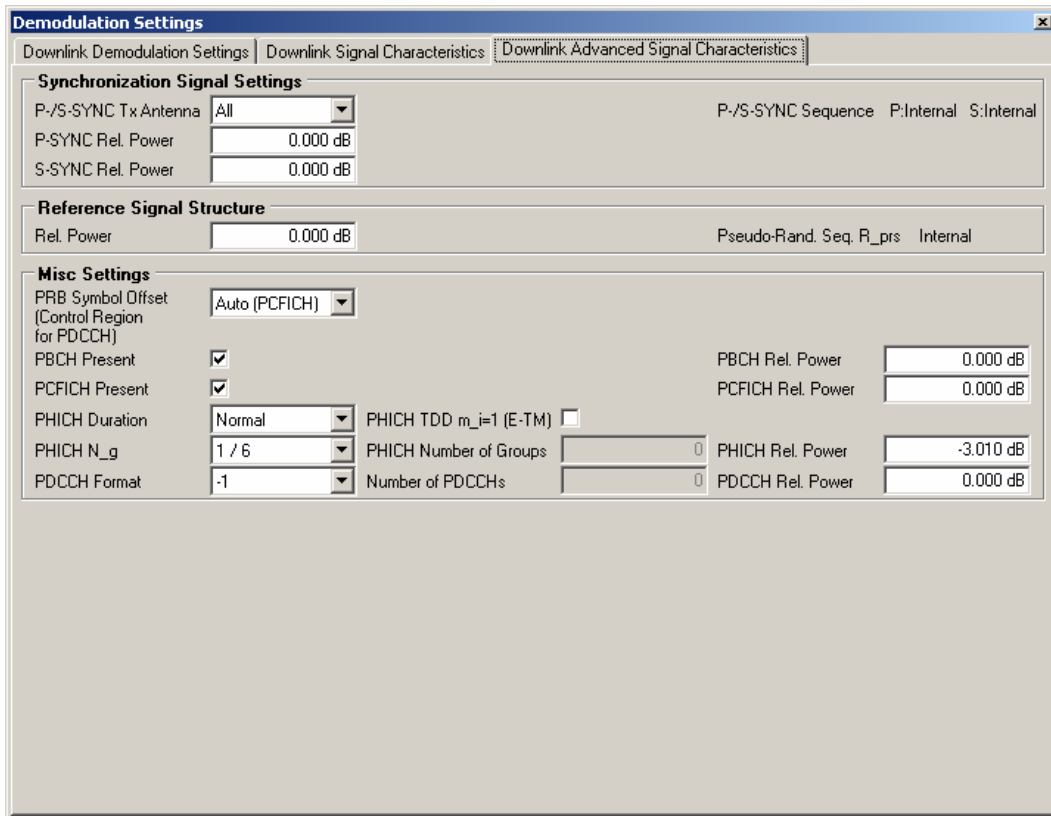 Demodulation Settings
Downlink Demodulation Settings Downlink Signal Characteristics Downlink Advanced Signal Characteristics
Synchronization Signal Settings
P-/S-SYNC Tx Antenna All P-/S-SYNC Sequence P:Internal S:Internal
P-SYNC Rel. Power 0.000 dB
S-SYNC Rel. Power 0.000 dB
Reference Signal Structure
Rel. Power 0.000 dB Pseudo-Rand. Seq. R_prs Internal
Misc Settings
PRB Symbol Offset
(Control Region
for PDCCH)
Auto (PCFICH)
PBCH Present PBCH Rel. Power 0.000 dB
PCFICH Present PCFICH Rel. Power 0.000 dB
PHICH Duration Normal PHICH TDD m_i=1 (E-TM)
PHICH N_g 1 / 6 PHICH Number of Groups 0 PHICH Rel. Power -3.010 dB
PDCCH Format -1 Number of PDCCHs 0 PDCCH Rel. Power 0.000 dB